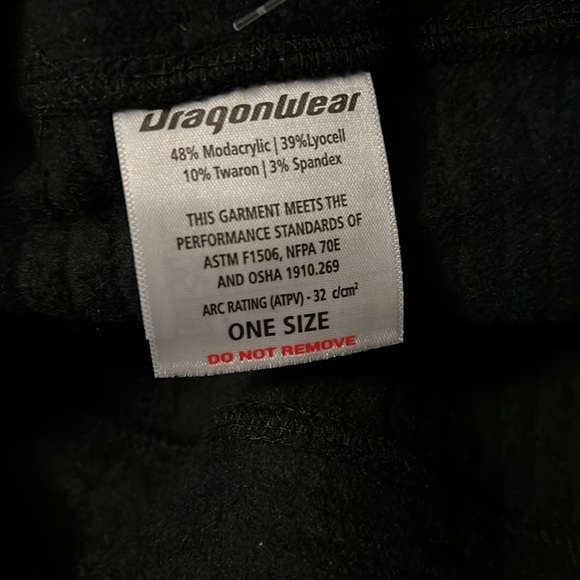 DragonWear
48% Modacrylic | 39%Lyocell
10% Twaron | 3% Spandex
THIS GARMENT MEETS THE
PERFORMANCE STANDARDS OF
ASTM F1506, NFPA 70E
AND OSHA 1910.269
ARC RATING (ATPV) - 32 c/cm²
ONE SIZE
DO NOT REMOVE